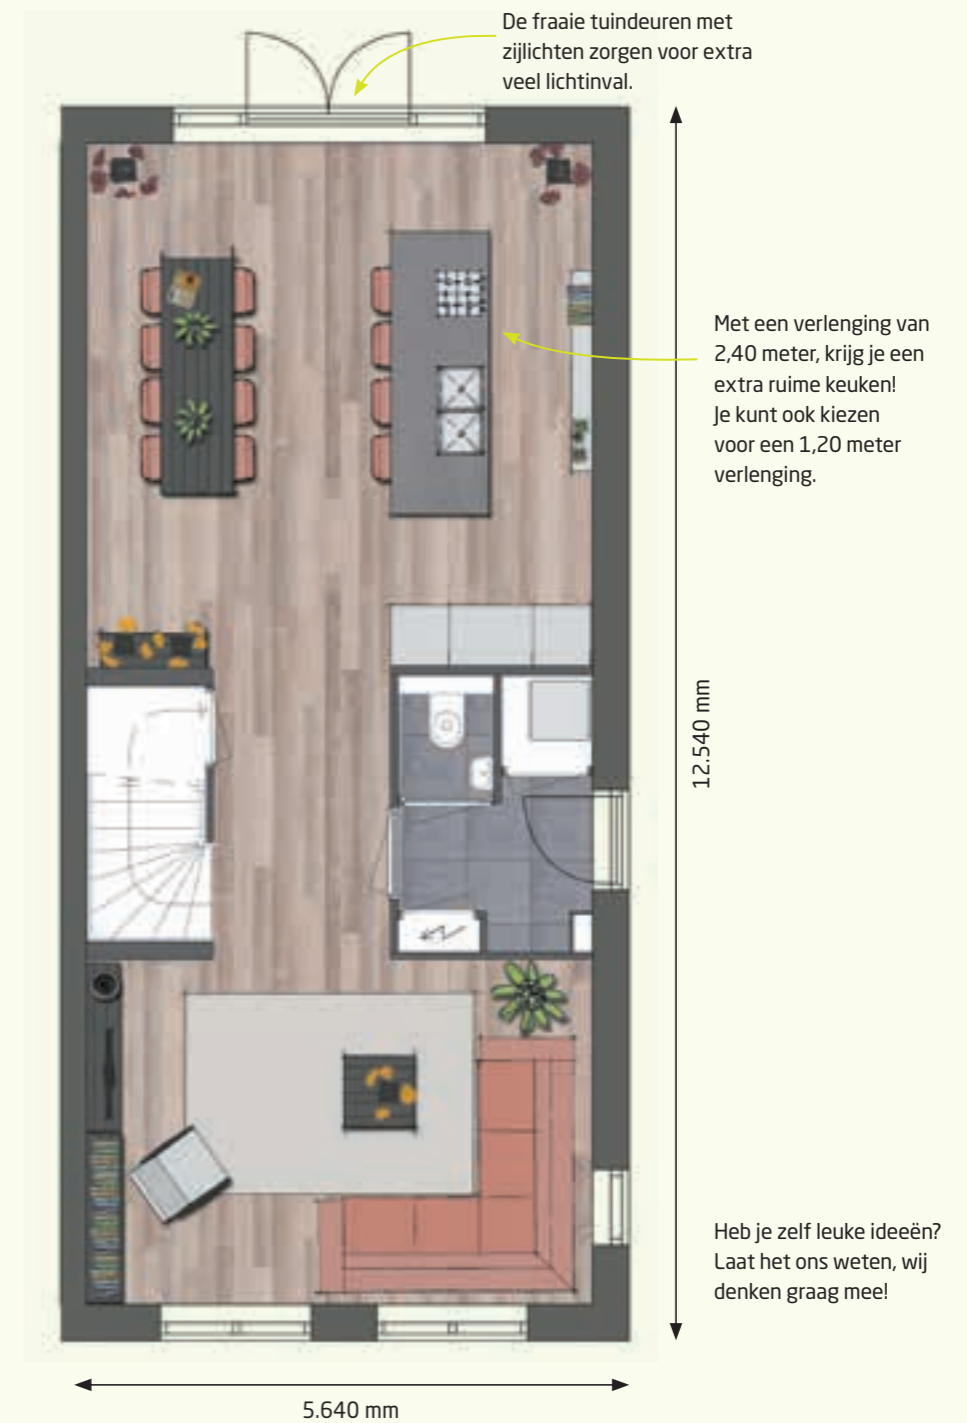 De fraaie tuindeuren met
zijlichten zorgen voor extra
veel lichtinval.
Met een verlenging van
2,40 meter, krijg je een
extra ruime keuken!
Je kunt ook kiezen
voor een 1,20 meter
verlenging.
12.540 mm
Heb je zelf leuke ideeën?
Laat het ons weten, wij
denken graag mee!
5.640 mm